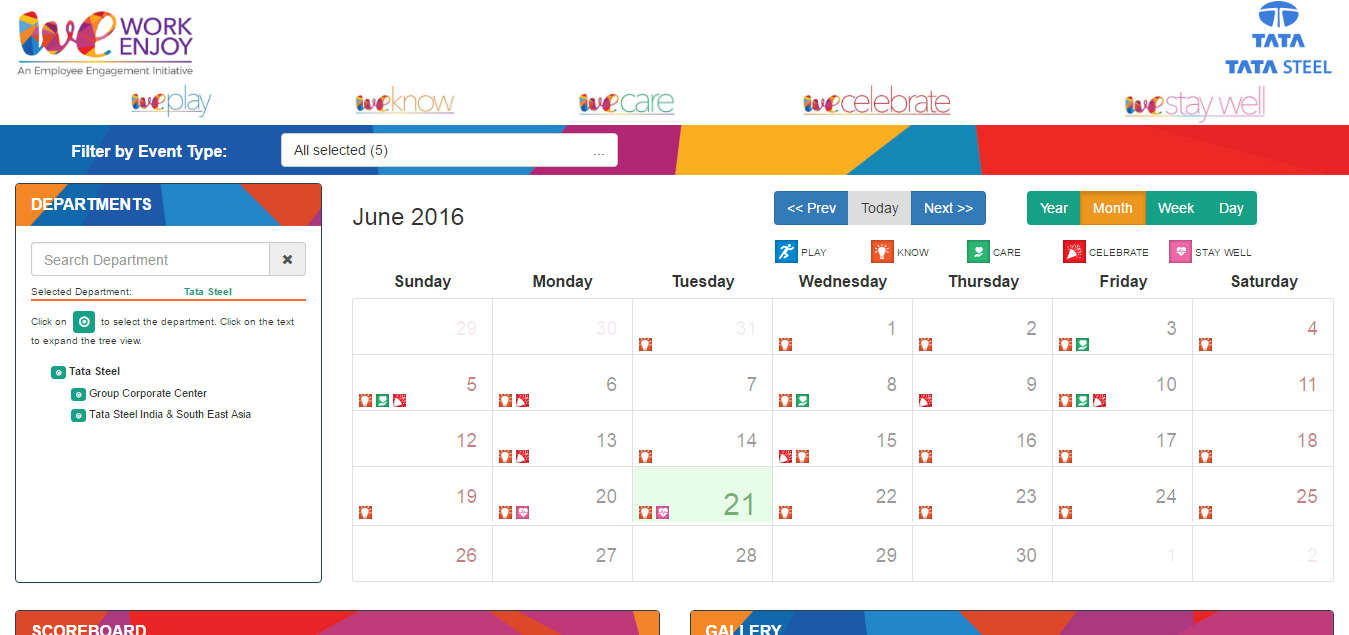 we WORK ENJOY
An Employee Engagement Initiative
TATA
TATA STEEL
weplay weknow wecare wecelebrate westay well
Filter by Event Type: All selected (5) ...
DEPARTMENTS
Search Department
Selected Department: Tata Steel
Click on to select the department. Click on the text
to expand the tree view.
Tata Steel
Group Corporate Center
Tata Steel India & South East Asia
June 2016
<< Prev Today Next >> Year Month Week Day
PLAY KNOW CARE CELEBRATE STAY WELL
Sunday Monday Tuesday Wednesday Thursday Friday Saturday
29 30 31 1 2 3 4
5 6 7 8 9 10 11
12 13 14 15 16 17 18
19 20 21 22 23 24 25
26 27 28 29 30 1 2
SCOREBOARD GALLERY